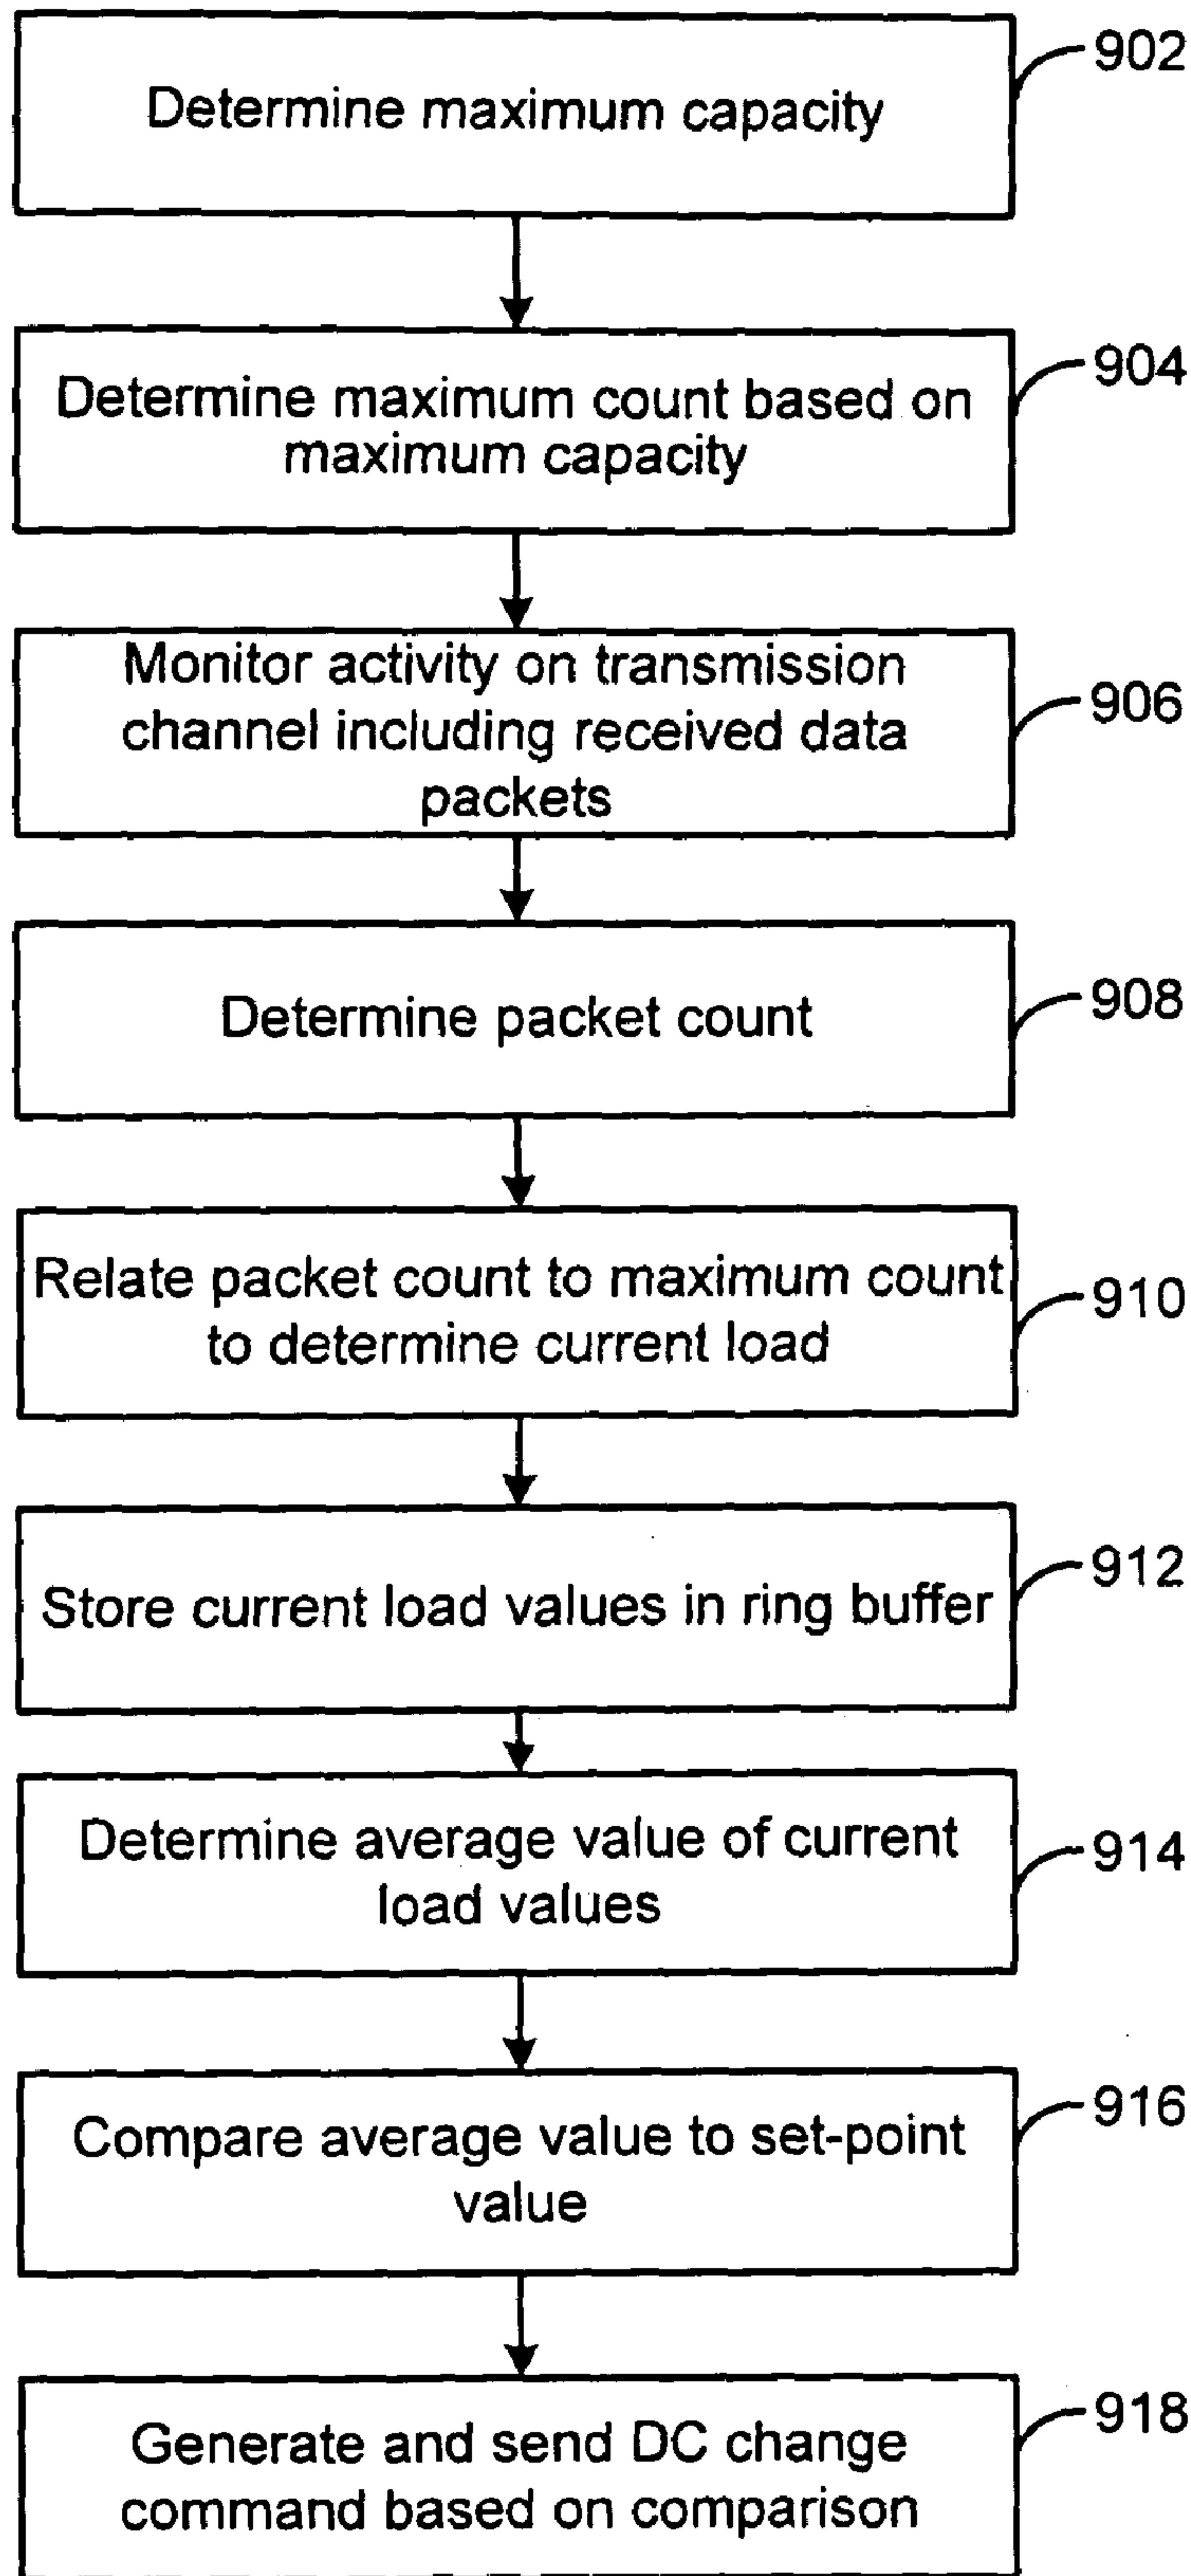 Determine maximum capacity
902
Determine maximum count based on
maximum capacity
904
Monitor activity on transmission
channel including received data
packets
906
Determine packet count
908
Relate packet count to maximum count
to determine current load
910
Store current load values in ring buffer
912
Determine average value of current
load values
914
Compare average value to set-point
value
916
Generate and send DC change
command based on comparison
918